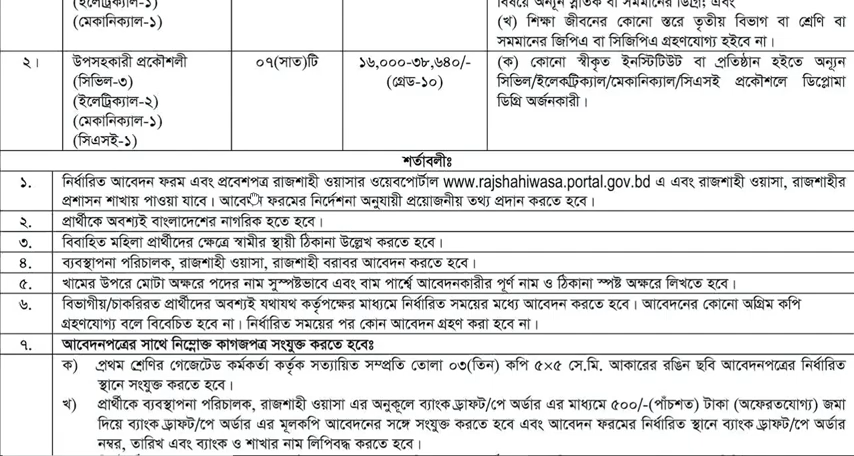 (ইলেট্রিক্যাল-১)
(মেকানিক্যাল-১)
বিষয়ে অন্যূন স্নাতক বা সমমানের ডিগ্রি; এবং
(খ) শিক্ষা জীবনের কোনো স্তরে তৃতীয় বিভাগ বা শ্রেণি বা
সমমানের জিপিএ বা সিজিপিএ গ্রহণযোগ্য হইবে না।
২। উপসহকারী প্রকৌশলী
(সিভিল-৩)
(ইলেট্রিক্যাল-২)
(মেকানিক্যাল-১)
(সিএসই-১)
০৭(সাত)টি
১৬,০০০-৩৮,৬৪০/-
(গ্রেড-১০)
(ক) কোনো স্বীকৃত ইনস্টিটিউট বা প্রতিষ্ঠান হইতে অন্যূন
সিভিল/ইলেকট্রিক্যাল/মেকানিক্যাল/সিএসই প্রকৌশলে ডিপ্লোমা
ডিগ্রি অর্জনকারী।
শর্তাবলীঃ
১. নির্ধারিত আবেদন ফরম এবং প্রবেশপত্র রাজশাহী ওয়াসার ওয়েবপোর্টাল www.rajshahiwasa.portal.gov.bd এ এবং রাজশাহী ওয়াসা, রাজশাহীর
প্রশাসন শাখায় পাওয়া যাবে। ফরমের নির্দেশনা অনুযায়ী প্রয়োজনীয় তথ্য প্রদান করতে হবে।
২. প্রার্থীকে অবশ্যই বাংলাদেশের নাগরিক হতে হবে।
৩. বিবাহিত মহিলা প্রার্থীদের ক্ষেত্রে স্বামীর স্থায়ী ঠিকানা উল্লেখ করতে হবে।
৪. ব্যবস্থাপনা পরিচালক, রাজশাহী ওয়াসা, রাজশাহী বরাবর আবেদন করতে হবে।
৫. খামের উপরে মোটা অক্ষরে পদের নাম সুস্পষ্টভাবে এবং বাম পার্শ্বে আবেদনকারীর পূর্ণ নাম ও ঠিকানা স্পষ্ট অক্ষরে লিখতে হবে।
৬. বিভাগীয়/চাকরিরত প্রার্থীদের অবশ্যই যথাযথ কর্তৃপক্ষের মাধ্যমে নির্ধারিত সময়ের মধ্যে আবেদন করতে হবে। আবেদনের কোনো অগ্রিম কপি
গ্রহণযোগ্য বলে বিবেচিত হবে না। নির্ধারিত সময়ের পর কোন আবেদন গ্রহণ করা হবে না।
৭. আবেদনপত্রের সাথে নিম্নোক্ত কাগজপত্র সংযুক্ত করতে হবেঃ
ক) প্রথম শ্রেণির গেজেটেড কর্মকর্তা কর্তৃক সত্যায়িত সম্প্রতি তোলা ০৩(তিন) কপি ৫×৫ সে.মি. আকারের রঙিন ছবি আবেদনপত্রের নির্ধারিত
স্থানে সংযুক্ত করতে হবে।
খ) প্রার্থীকে ব্যবস্থাপনা পরিচালক, রাজশাহী ওয়াসা এর অনুকূলে ব্যাংক ড্রাফট/পে অর্ডার এর মাধ্যমে ৫০০/-(পাঁচশত) টাকা (অফেরতযোগ্য) জমা
দিয়ে ব্যাংক ড্রাফট/পে অর্ডার এর মূলকপি আবেদনের সঙ্গে সংযুক্ত করতে হবে এবং আবেদন ফরমের নির্ধারিত স্থানে ব্যাংক ড্রাফট/পে অর্ডার
নম্বর, তারিখ এবং ব্যাংক ও শাখার নাম লিপিবদ্ধ করতে হবে।